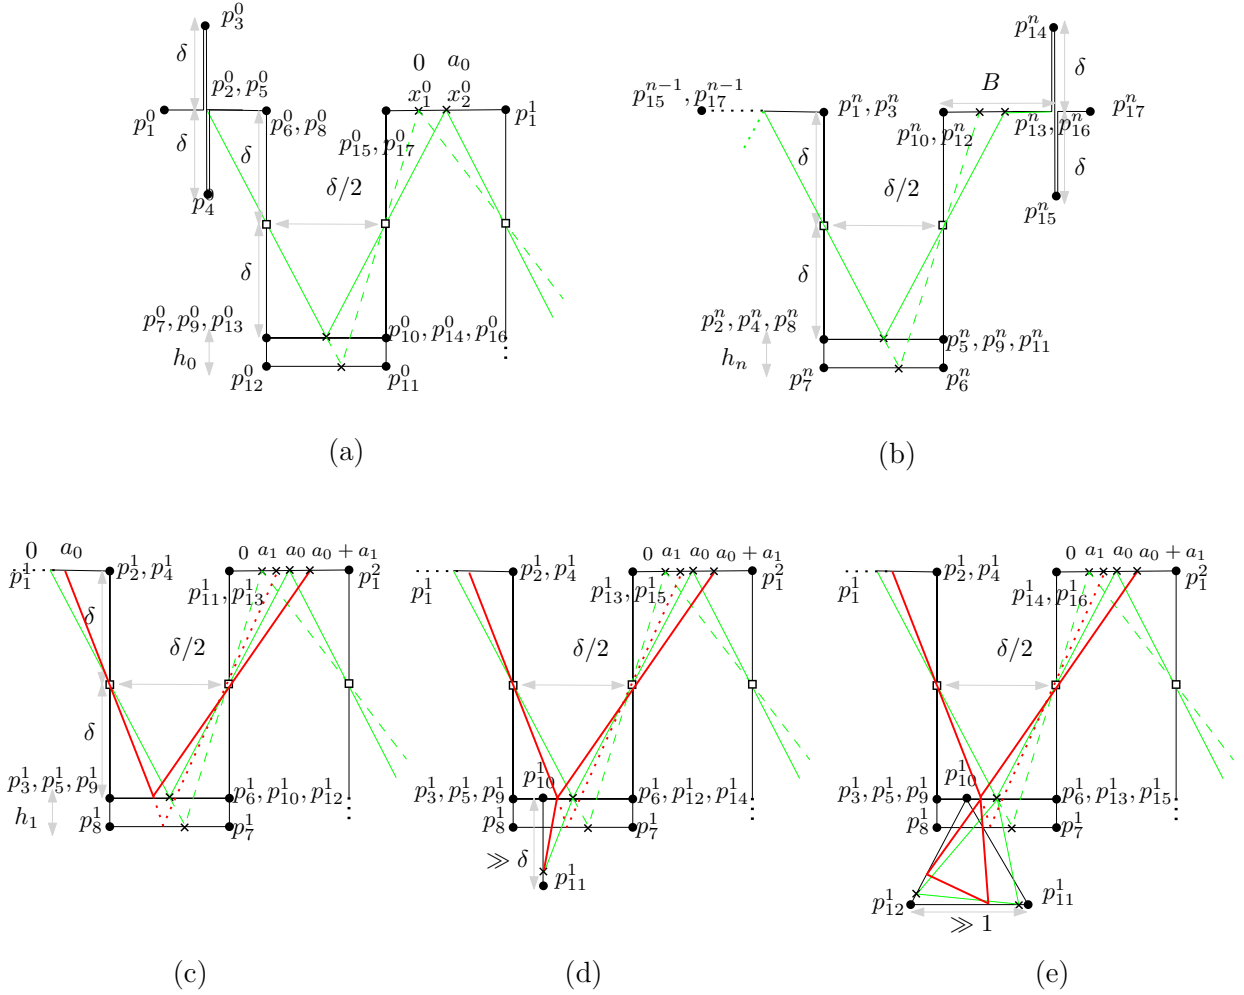 p_3^0
δ
p_2^0, p_5^0
0 a_0
x_1^0 x_2^0
p_1^0
p_6^0, p_8^0
p_1^1
δ
δ
p_15^0, p_17^0
p_4^0
δ/2
δ
p_7^0, p_9^0, p_13^0
p_10^0, p_14^0, p_16^0
h_0
p_12^0
p_11^0
(a)
p_14^n
δ
p_15^{n-1}, p_17^{n-1}
p_1^n, p_3^n
B
p_10^n, p_12^n
p_13^n, p_16^n
p_17^n
δ
δ
δ/2
p_15^n
δ
p_2^n, p_4^n, p_8^n
p_5^n, p_9^n, p_11^n
h_n
p_7^n
p_6^n
(b)
0 a_0
p_1^1
p_2^1, p_4^1
0 a_1 a_0 a_0 + a_1
p_11^1, p_13^1
p_1^2
δ
δ/2
δ
p_3^1, p_5^1, p_9^1
p_6^1, p_10^1, p_12^1
h_1
p_8^1
p_7^1
(c)
p_1^1
p_2^1, p_4^1
0 a_1 a_0 a_0 + a_1
p_13^1, p_15^1
p_1^2
δ/2
p_3^1, p_5^1, p_9^1
p_10^1
p_6^1, p_12^1, p_14^1
p_8^1
p_7^1
≫ δ
p_11^1
(d)
p_1^1
p_2^1, p_4^1
0 a_1 a_0 a_0 + a_1
p_14^1, p_16^1
p_1^2
δ/2
p_3^1, p_5^1, p_9^1
p_10^1
p_6^1, p_13^1, p_15^1
p_8^1
p_7^1
p_12^1
p_11^1
≫ 1
(e)